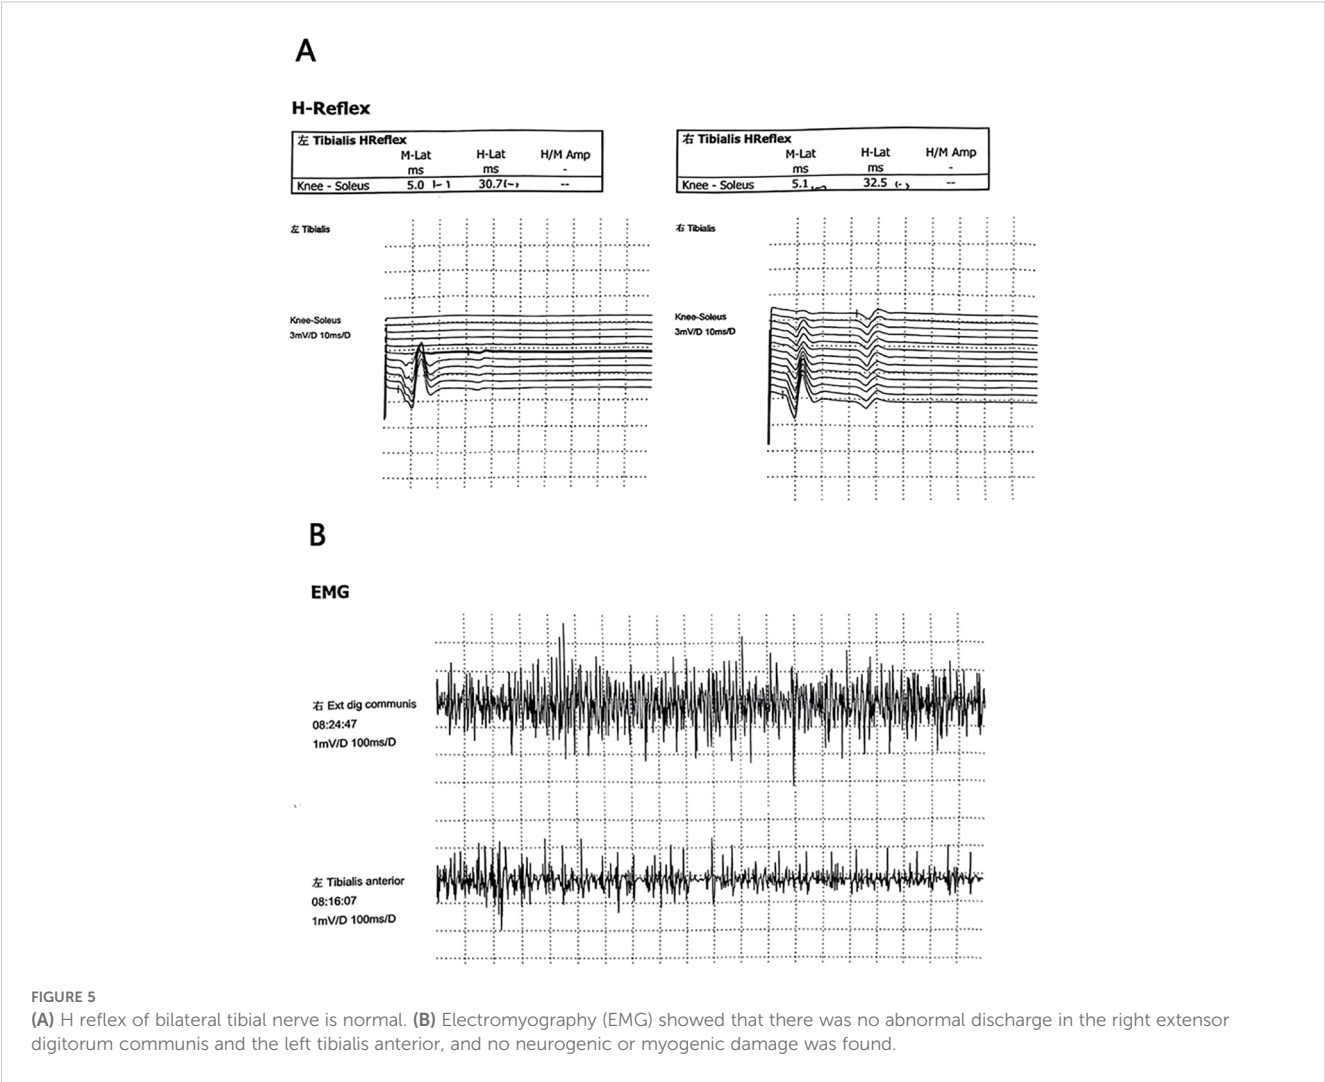 A
H-Reflex
左 Tibialis HReflex
M-Lat H-Lat H/M Amp
ms ms -
Knee - Soleus 5.0 (-) 30.7(-) --
右 Tibialis HReflex
M-Lat H-Lat H/M Amp
ms ms -
Knee - Soleus 5.1 32.5 (-) --
左 Tibialis
Knee-Soleus
3mV/D 10ms/D
右 Tibialis
Knee-Soleus
3mV/D 10ms/D
B
EMG
右 Ext dig communis
08:24:47
1mV/D 100ms/D
左 Tibialis anterior
08:16:07
1mV/D 100ms/D
FIGURE 5
(A) H reflex of bilateral tibial nerve is normal. (B) Electromyography (EMG) showed that there was no abnormal discharge in the right extensor
digitorum communis and the left tibialis anterior, and no neurogenic or myogenic damage was found.